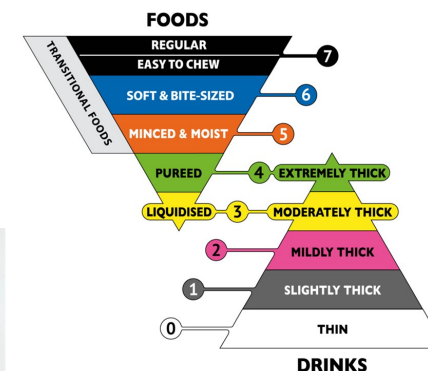 FOODS
REGULAR
EASY TO CHEW
7
TRANSITIONAL FOODS
SOFT & BITE-SIZED
6
MINCED & MOIST
5
PUREED
4
EXTREMELY THICK
LIQUIDISED
3
MODERATELY THICK
2
MILDLY THICK
1
SLIGHTLY THICK
0
THIN
DRINKS